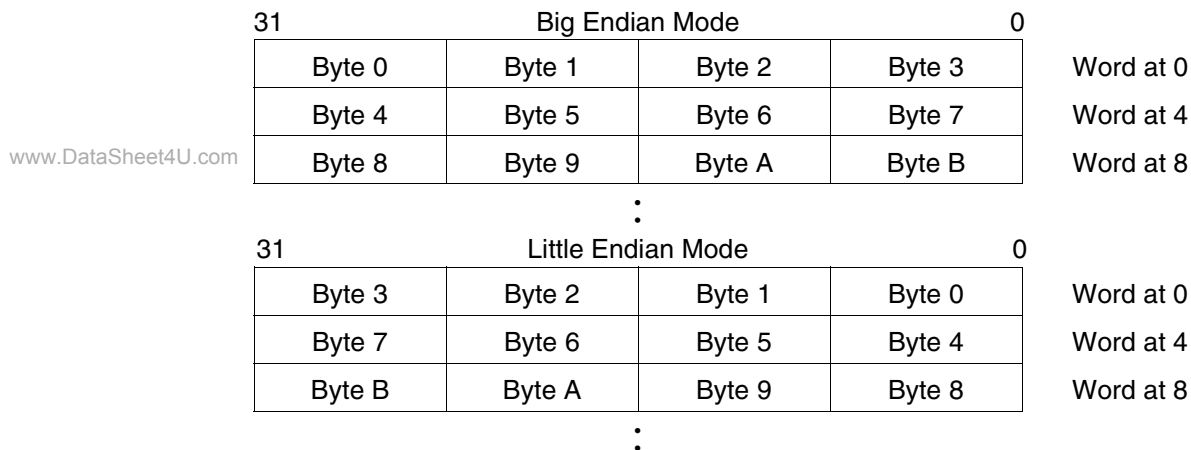 31 Big Endian Mode 0
Byte 0 Byte 1 Byte 2 Byte 3 Word at 0
Byte 4 Byte 5 Byte 6 Byte 7 Word at 4
www.DataSheet4U.com Byte 8 Byte 9 Byte A Byte B Word at 8
:
31 Little Endian Mode 0
Byte 3 Byte 2 Byte 1 Byte 0 Word at 0
Byte 7 Byte 6 Byte 5 Byte 4 Word at 4
Byte B Byte A Byte 9 Byte 8 Word at 8
: